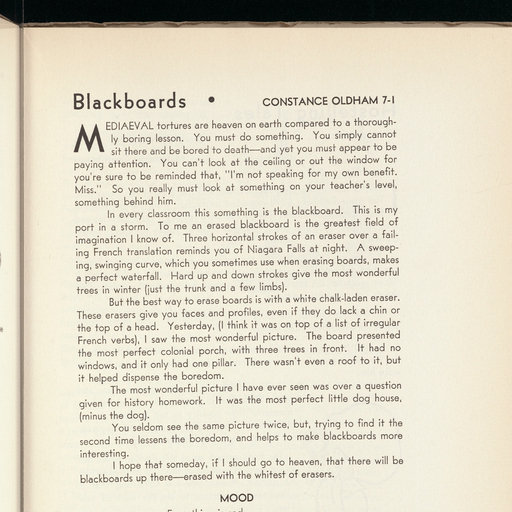 Blackboards • CONSTANCE OLDHAM 7-1
MEDIAEVAL tortures are heaven on earth compared to a thorough-
ly boring lesson. You must do something. You simply cannot
sit there and be bored to death—and yet you must appear to be
paying attention. You can't look at the ceiling or out the window for
you're sure to be reminded that, "I'm not speaking for my own benefit.
Miss." So you really must look at something on your teacher's level,
something behind him.
In every classroom this something is the blackboard. This is my
port in a storm. To me an erased blackboard is the greatest field of
imagination I know of. Three horizontal strokes of an eraser over a fail-
ing French translation reminds you of Niagara Falls at night. A sweep-
ing, swinging curve, which you sometimes use when erasing boards, makes
a perfect waterfall. Hard up and down strokes give the most wonderful
trees in winter (just the trunk and a few limbs).
But the best way to erase boards is with a white chalk-laden eraser.
These erasers give you faces and profiles, even if they do lack a chin or
the top of a head. Yesterday, (I think it was on top of a list of irregular
French verbs), I saw the most wonderful picture. The board presented
the most perfect colonial porch, with three trees in front. It had no
windows, and it only had one pillar. There wasn't even a roof to it, but
it helped dispense the boredom.
The most wonderful picture I have ever seen was over a question
given for history homework. It was the most perfect little dog house,
(minus the dog).
You seldom see the same picture twice, but, trying to find it the
second time lessens the boredom, and helps to make blackboards more
interesting.
I hope that someday, if I should go to heaven, that there will be
blackboards up there—erased with the whitest of erasers.
MOOD